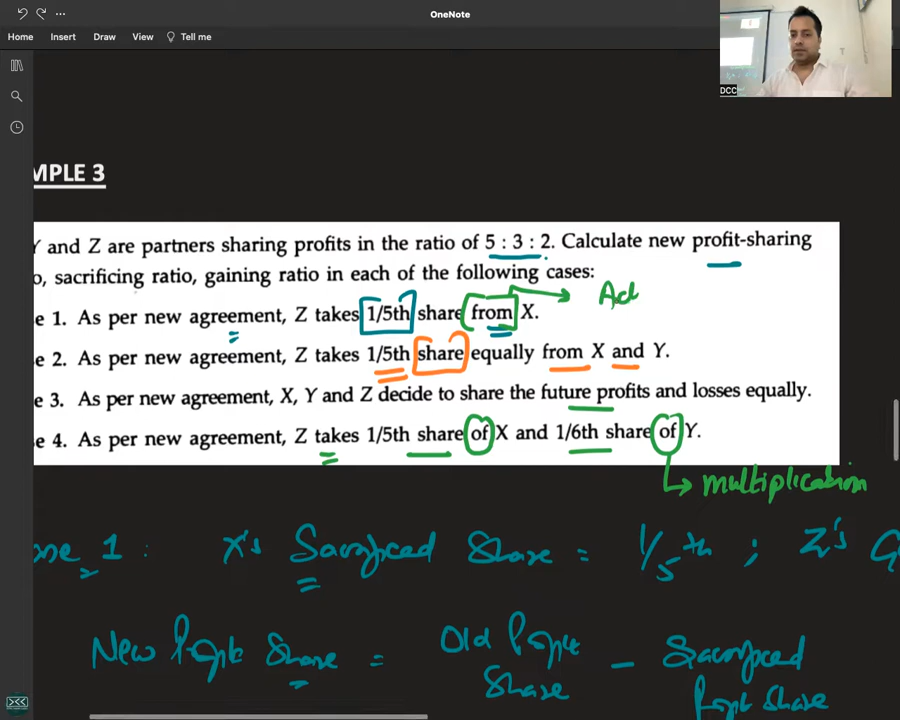 OneNote
Home Insert Draw View Tell me
DCC
MPLE 3
Y and Z are partners sharing profits in the ratio of 5 : 3 : 2. Calculate new profit-sharing
o, sacrificing ratio, gaining ratio in each of the following cases:
Add
e 1. As per new agreement, Z takes 1/5th share from X.
e 2. As per new agreement, Z takes 1/5th share equally from X and Y.
e 3. As per new agreement, X, Y and Z decide to share the future profits and losses equally.
e 4. As per new agreement, Z takes 1/5th share of X and 1/6th share of Y.
multiplication
1 : X's Sacrificed Share = 1/5th ; Z's G
New Profit Share = Old Profit Share - Sacrificed Profit Share